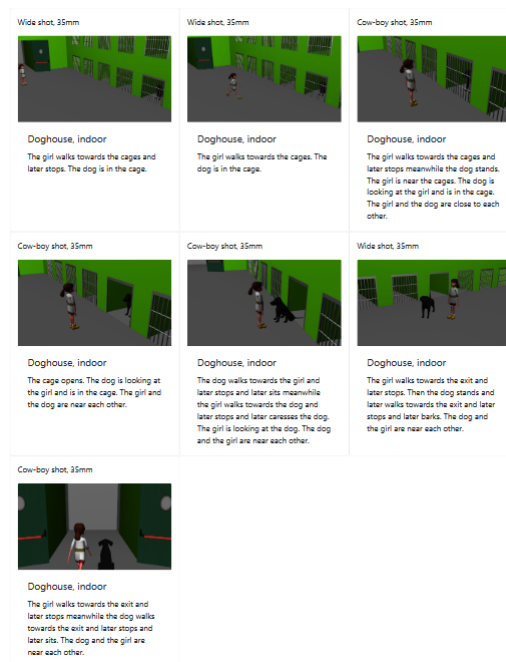 Wide shot, 35mm
Doghouse, indoor
The girl walks towards the cages and
later stops. The dog is in the cage.
Wide shot, 35mm
Doghouse, indoor
The girl walks towards the cages. The
dog is in the cage.
Cow-boy shot, 35mm
Doghouse, indoor
The girl walks towards the cages and
later stops meanwhile the dog stands.
The girl is near the cages. The dog is
looking at the girl and is in the cage.
The girl and the dog are close to each
other.
Cow-boy shot, 35mm
Doghouse, indoor
The cage opens. The dog is looking at
the girl and is in the cage. The girl and
the dog are near each other.
Cow-boy shot, 35mm
Doghouse, indoor
The dog walks towards the girl and
later stops and later sits meanwhile
the girl walks towards the dog and
later stops and later caresses the dog.
The girl is looking at the dog. The dog
and the girl are near each other.
Wide shot, 35mm
Doghouse, indoor
The girl walks towards the exit and
later stops. Then the dog stands and
later walks towards the exit and later
stops and later barks. The dog and
the girl are near each other.
Cow-boy shot, 35mm
Doghouse, indoor
The girl walks towards the exit and
later stops meanwhile the dog walks
towards the exit and later stops and
later sits. The dog and the girl are
near each other.